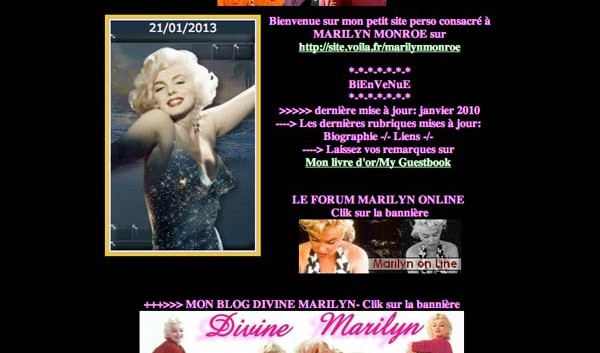 21/01/2013
Bienvenue sur mon petit site perso consacré à
MARILYN MONROE sur
http://site.voila.fr/marilynmonroe
*-*-*-*-*-*-*
BiEnVeNuE
*-*-*-*-*-*-*
>>>>> dernière mise à jour: janvier 2010
----> Les dernières rubriques mises à jour:
Biographie -/- Liens -/-
----> Laissez vos remarques sur
Mon livre d'or/My Guestbook
LE FORUM MARILYN ONLINE
Clik sur la bannière
Marilyn on Line
+++>>> MON BLOG DIVINE MARILYN- Clik sur la bannière
Divine Marilyn